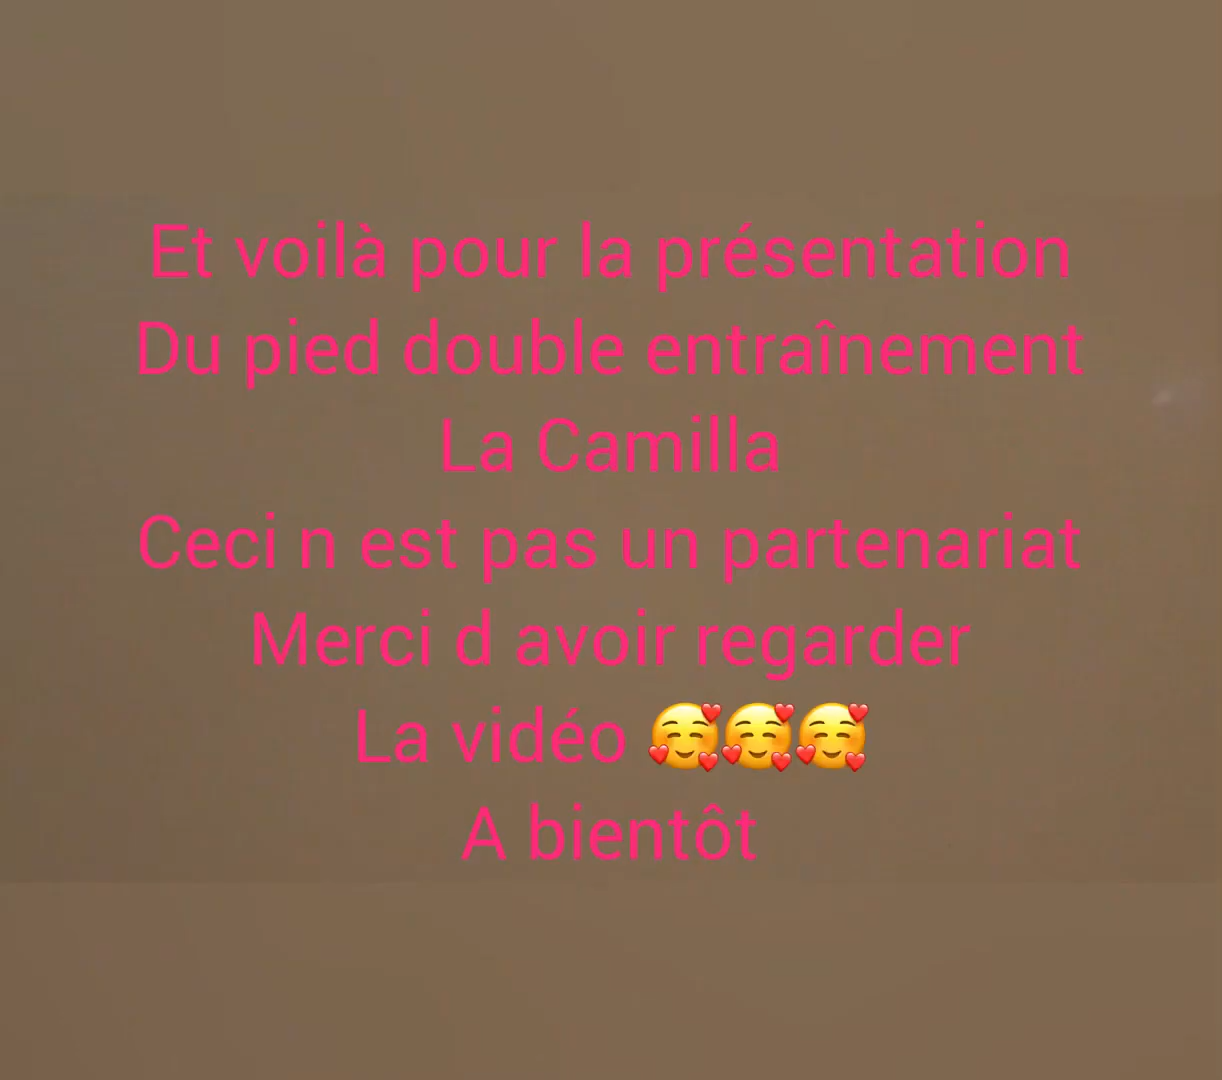 Et voilà pour la présentation
Du pied double entraînement
La Camilla
Ceci n est pas un partenariat
Merci d avoir regarder
La vidéo 🥰🥰🥰
A bientôt